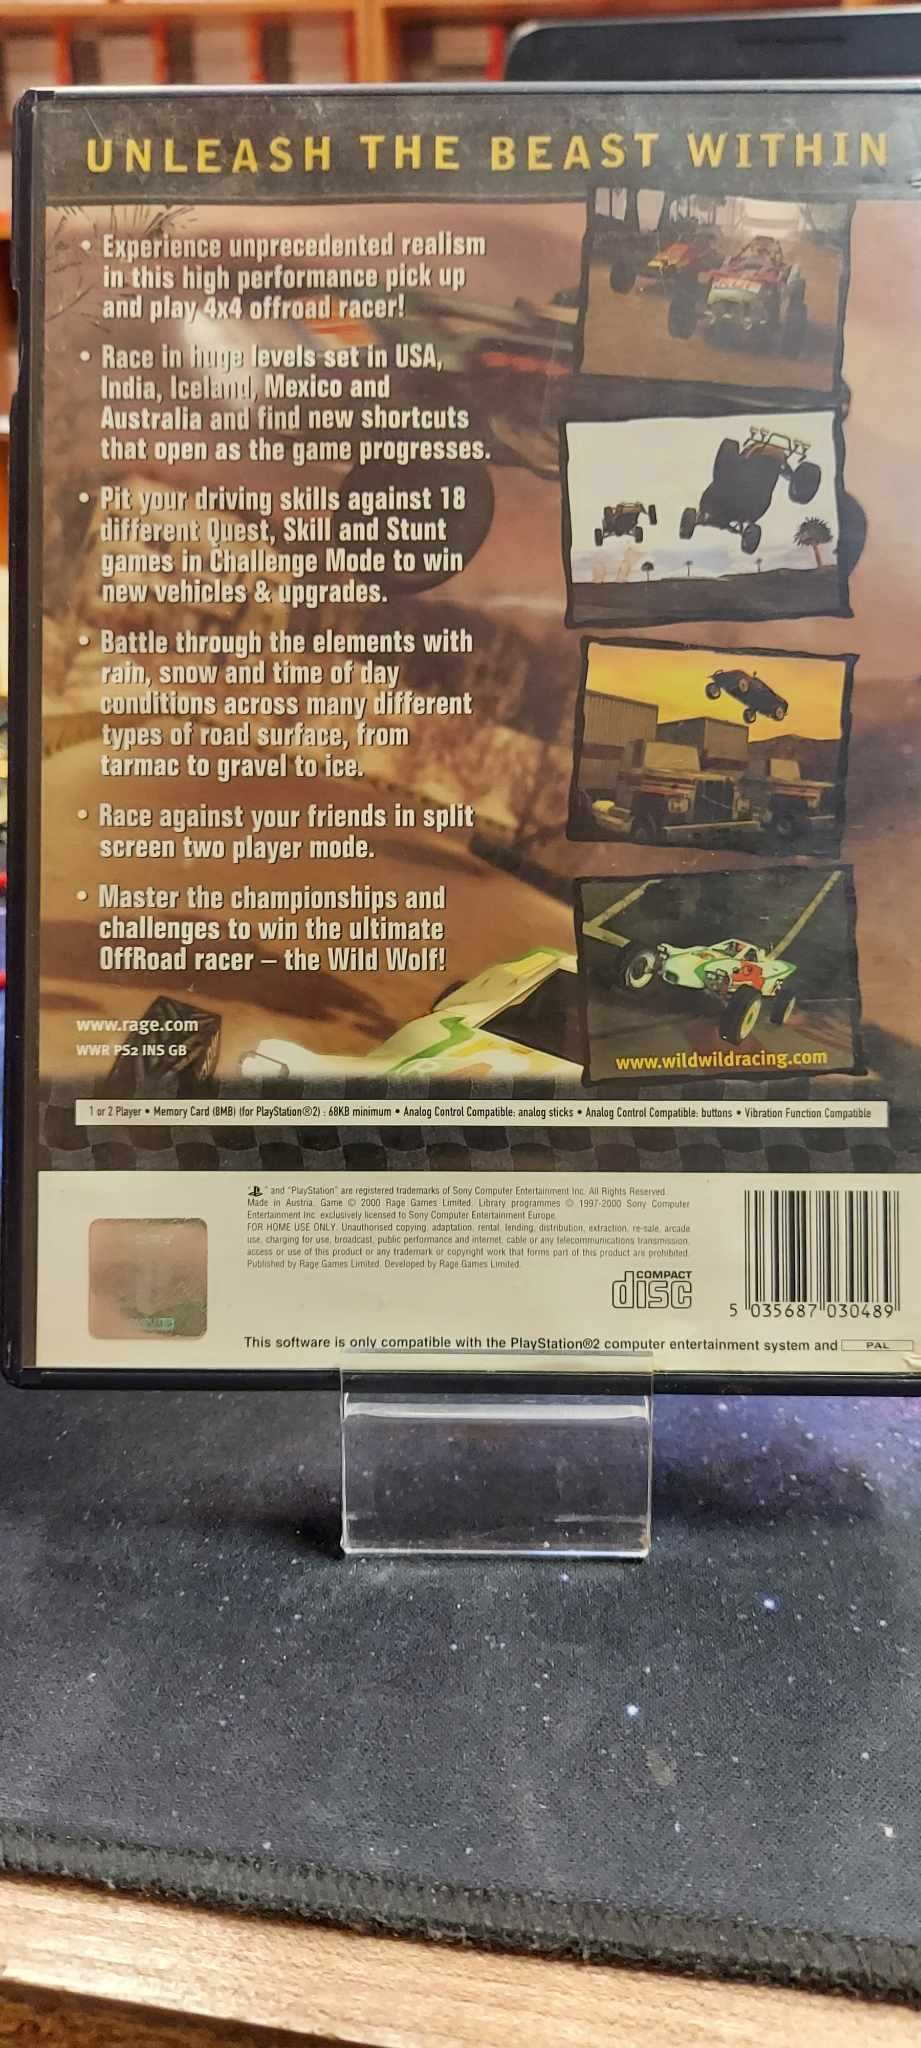 UNLEASH THE BEAST WITHIN
• Experience unprecedented realism
in this high performance pick up
and play 4x4 offroad racer!
• Race in huge levels set in USA,
India, Iceland, Mexico and
Australia and find new shortcuts
that open as the game progresses.
• Pit your driving skills against 18
different Quest, Skill and Stunt
games in Challenge Mode to win
new vehicles & upgrades.
• Battle through the elements with
rain, snow and time of day
conditions across many different
types of road surface, from
tarmac to gravel to ice.
• Race against your friends in split
screen two player mode.
• Master the championships and
challenges to win the ultimate
OffRoad racer – the Wild Wolf!
www.rage.com
WWR PS2 INS GB
www.wildwildracing.com
1 or 2 Player • Memory Card (8MB) (for PlayStation®2) : 68KB minimum • Analog Control Compatible: analog sticks • Analog Control Compatible: buttons • Vibration Function Compatible
" " and "PlayStation" are registered trademarks of Sony Computer Entertainment Inc. All Rights Reserved.
Made in Austria. Game © 2000 Rage Games Limited. Library programmes © 1997-2000 Sony Computer
Entertainment Inc. exclusively licensed to Sony Computer Entertainment Europe.
FOR HOME USE ONLY. Unauthorised copying, adaptation, rental, lending, distribution, extraction, re-sale, arcade
use, charging for use, broadcast, public performance and internet, cable or any telecommunications transmission,
access or use of this product or any trademark or copyright work that forms part of this product are prohibited.
Published by Rage Games Limited. Developed by Rage Games Limited.
COMPACT
disc
5 035687 030489
This software is only compatible with the PlayStation®2 computer entertainment system and PAL